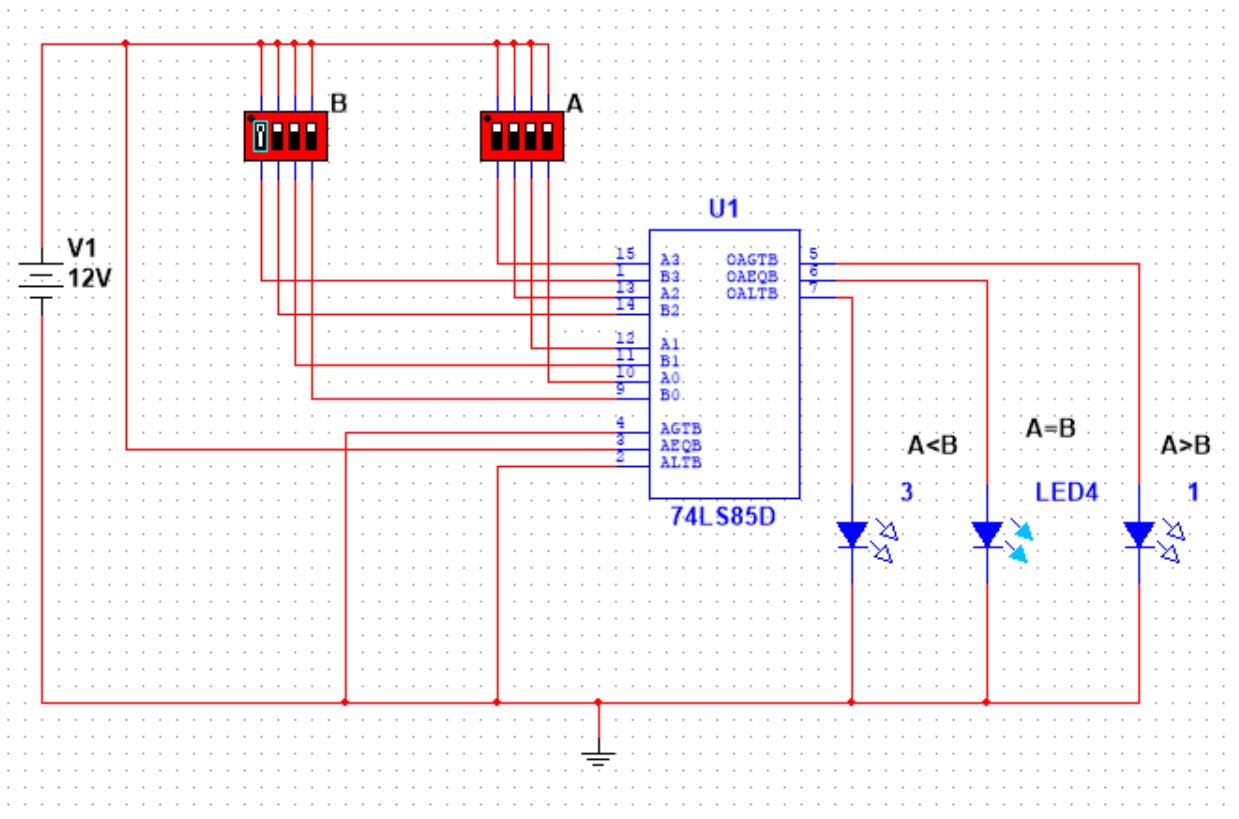 B
A
U1
V1
12V
15
A3
OAGTB
5
1
B3
OAEQB
6
13
A2
OALTB
7
14
B2
12
A1
11
B1
10
A0
9
B0
4
AGTB
3
AEQB
2
ALTB
74LS85D
A<B
A=B
A>B
3
LED4
1